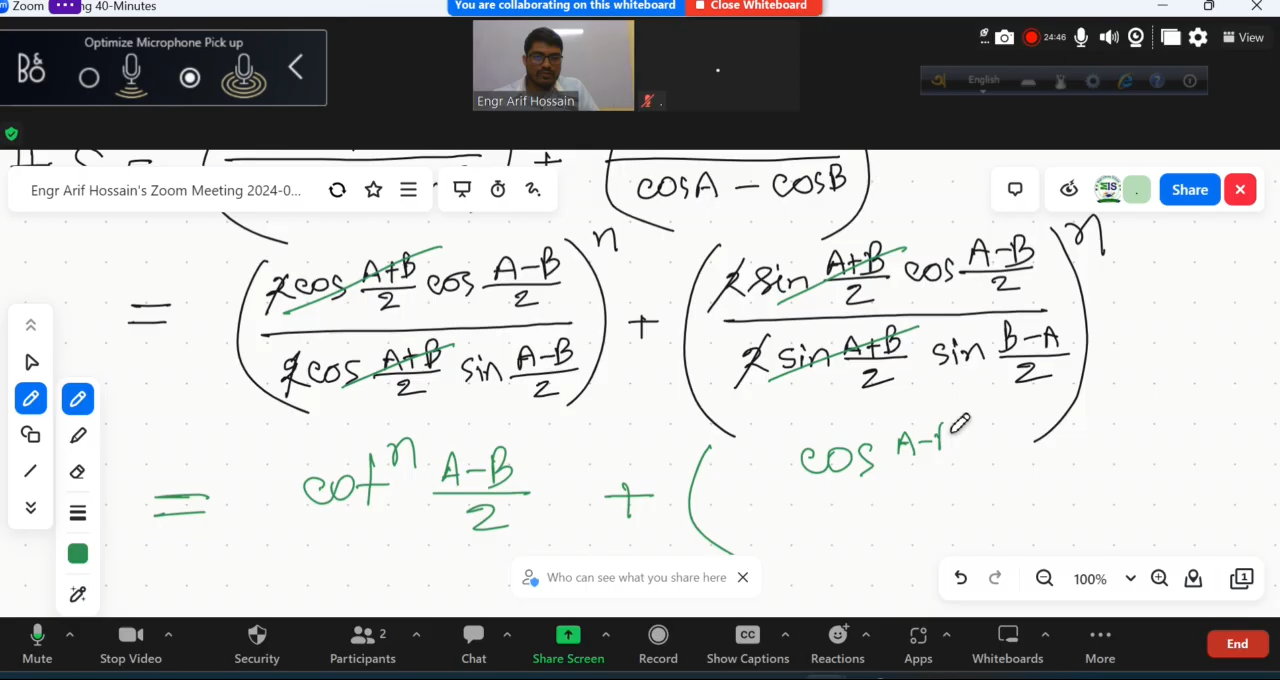 Zoom ng 40-Minutes
You are collaborating on this whiteboard Close Whiteboard
Optimize Microphone Pick up
B&O
24:46 View
English
Engr Arif Hossain
cosA - cosB
Engr Arif Hossain's Zoom Meeting 2024-0...
SIS . Share
= (2cos (A+B)/2 cos (A-B)/2 / 2cos (A+B)/2 sin (A-B)/2)^n + (2sin (A+B)/2 cos (A-B)/2 / 2sin (A+B)/2 sin (B-A)/2)^n
= cot^n (A-B)/2 + ( cos A-
Who can see what you share here
100% 1
Mute Stop Video Security Participants 2 Chat Share Screen Record CC Show Captions Reactions Apps Whiteboards More End